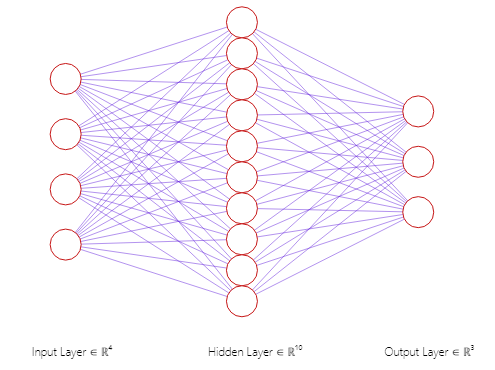 Input Layer ∈ ℝ⁴
Hidden Layer ∈ ℝ¹⁰
Output Layer ∈ ℝ³